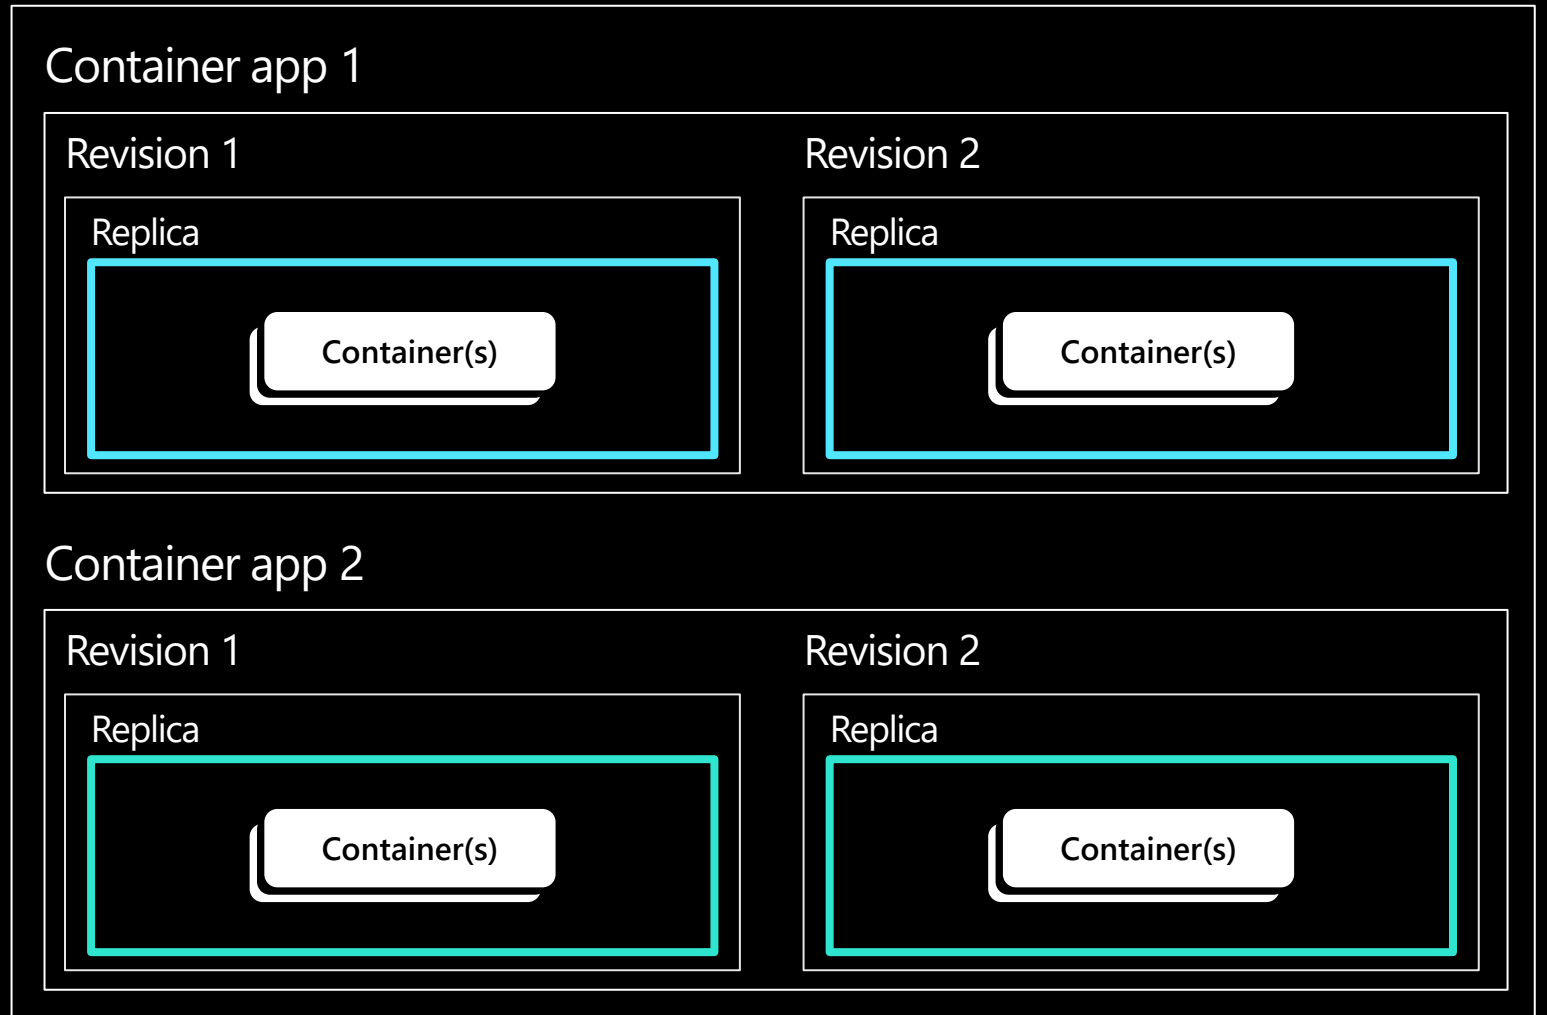 Container app 1
Revision 1
Revision 2
Replica
Replica
Container(s)
Container(s)
Container app 2
Revision 1
Revision 2
Replica
Replica
Container(s)
Container(s)